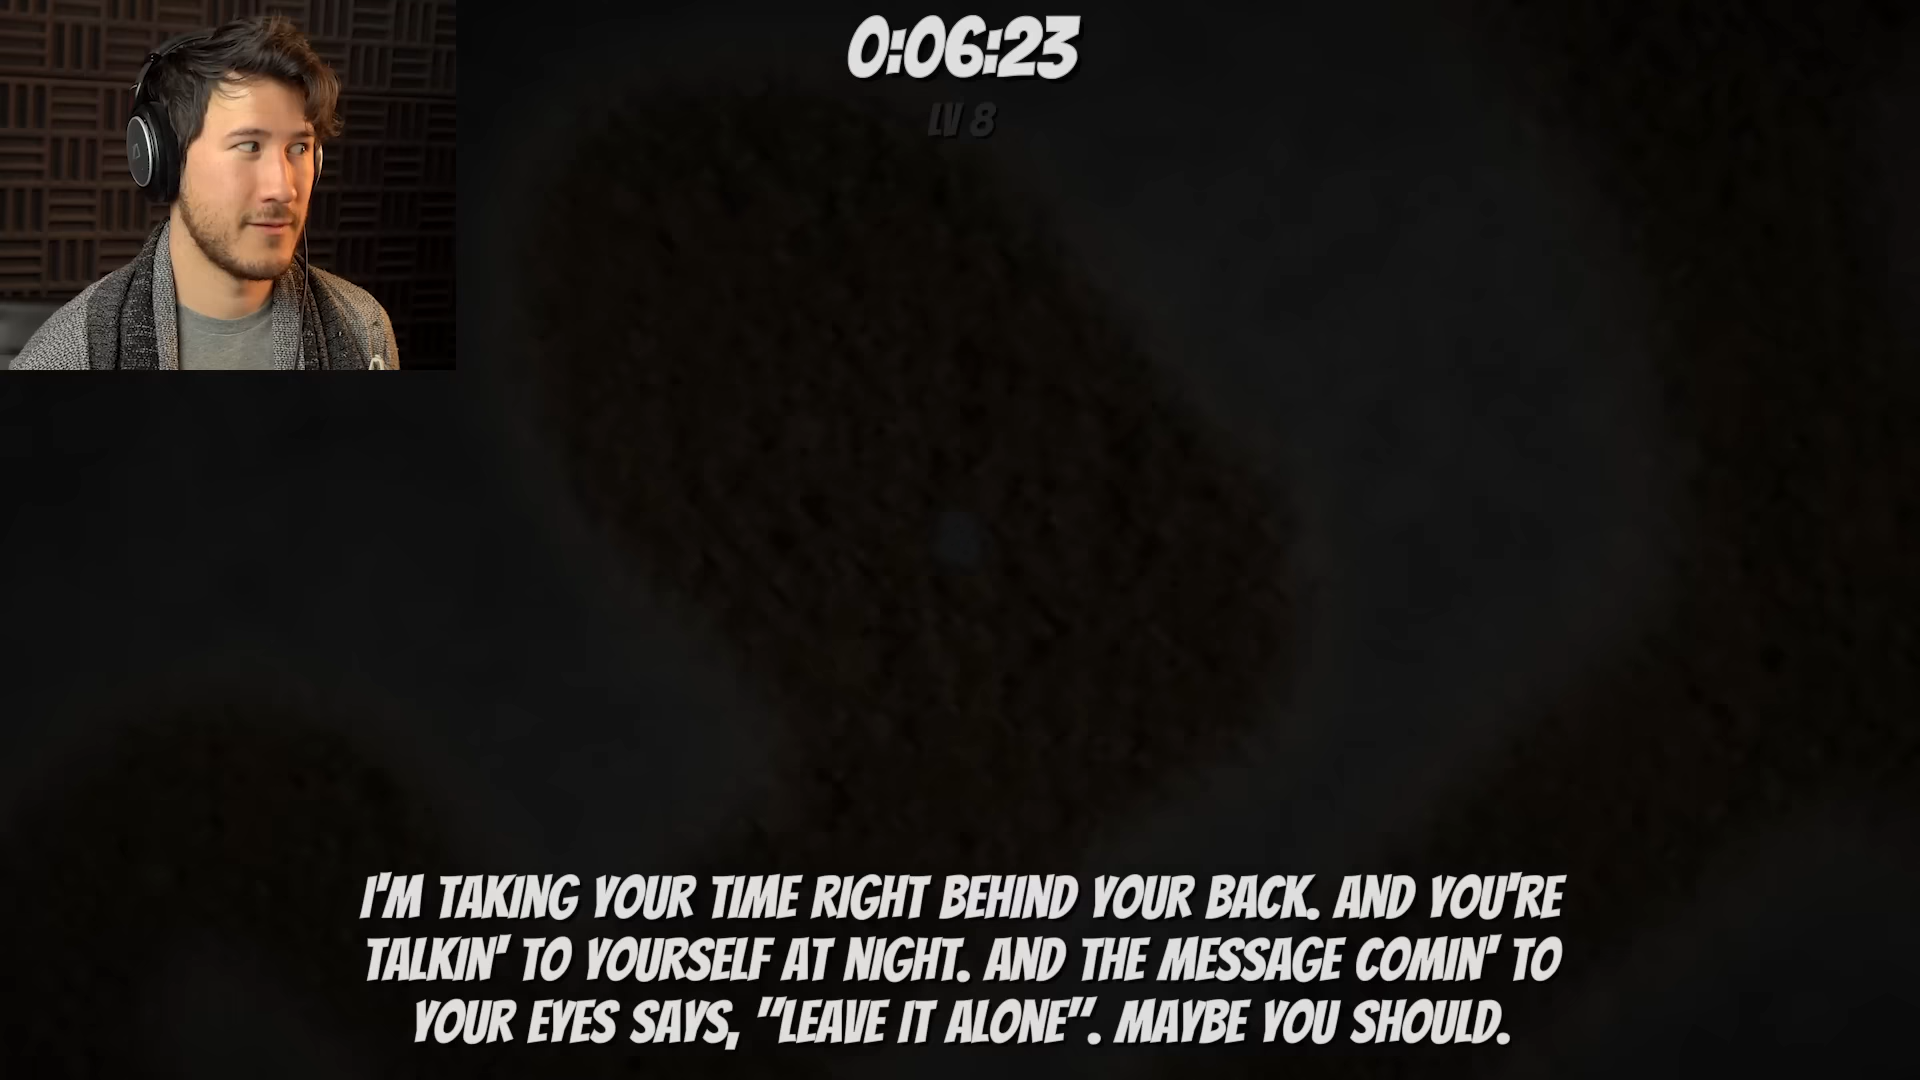 0:06:23
LV 8
I'M TAKING YOUR TIME RIGHT BEHIND YOUR BACK. AND YOU'RE
TALKIN' TO YOURSELF AT NIGHT. AND THE MESSAGE COMIN' TO
YOUR EYES SAYS, "LEAVE IT ALONE". MAYBE YOU SHOULD.